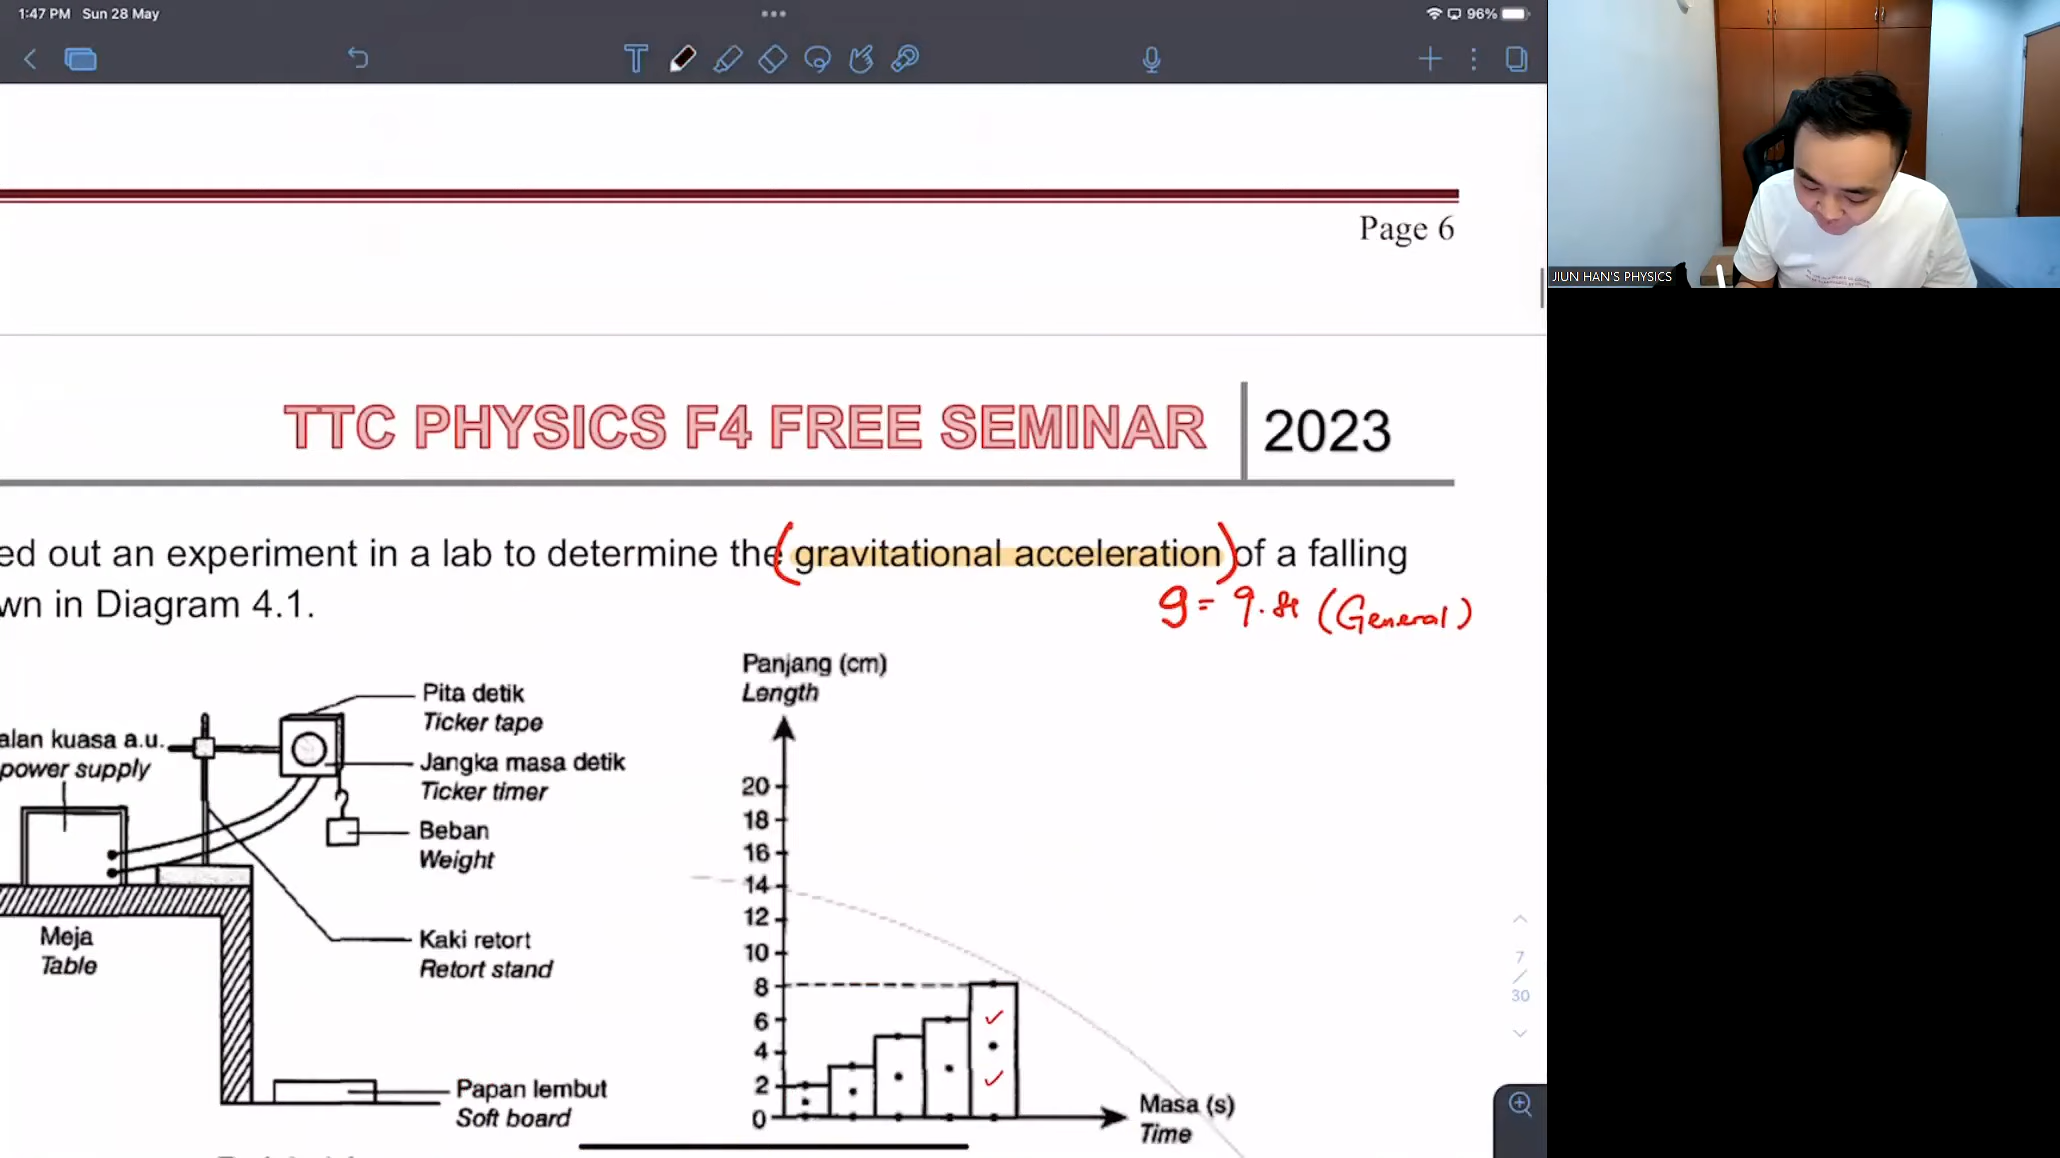 1:47 PM Sun 28 May
96%
JIUN HAN'S PHYSICS
Page 6
TTC PHYSICS F4 FREE SEMINAR
2023
ed out an experiment in a lab to determine the (gravitational acceleration) of a falling
wn in Diagram 4.1.
g = 9.81 (General)
Pita detik
Ticker tape
alan kuasa a.u.
power supply
Jangka masa detik
Ticker timer
Beban
Weight
Meja
Table
Kaki retort
Retort stand
Papan lembut
Soft board
Panjang (cm)
Length
20
18
16
14
12
10
8
6
4
2
0
Masa (s)
Time
7
30